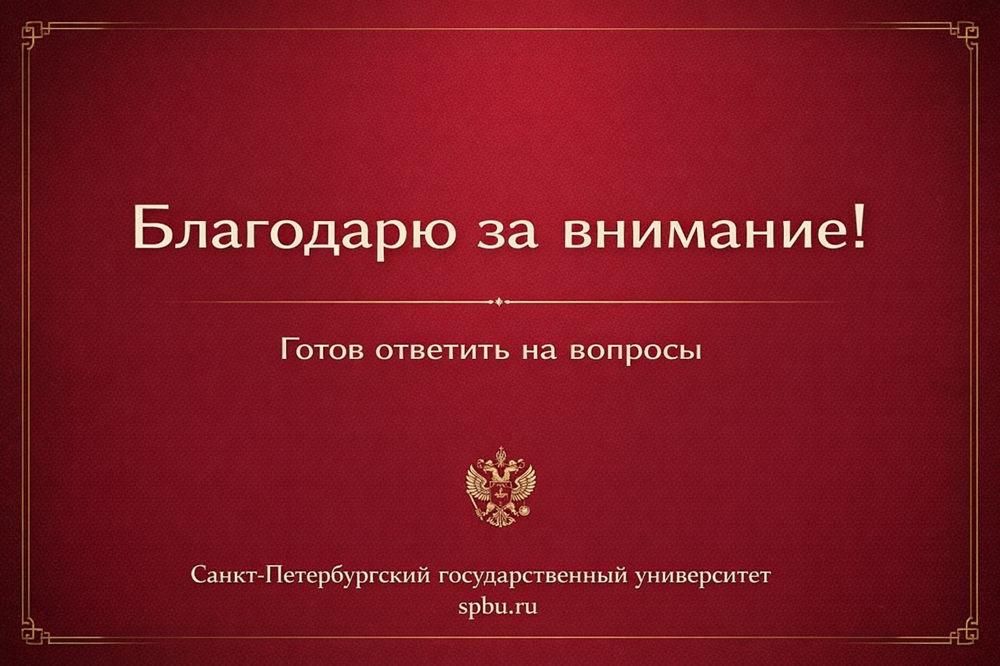 Благодарю за внимание!
Готов ответить на вопросы
Санкт-Петербургский государственный университет
spbu.ru